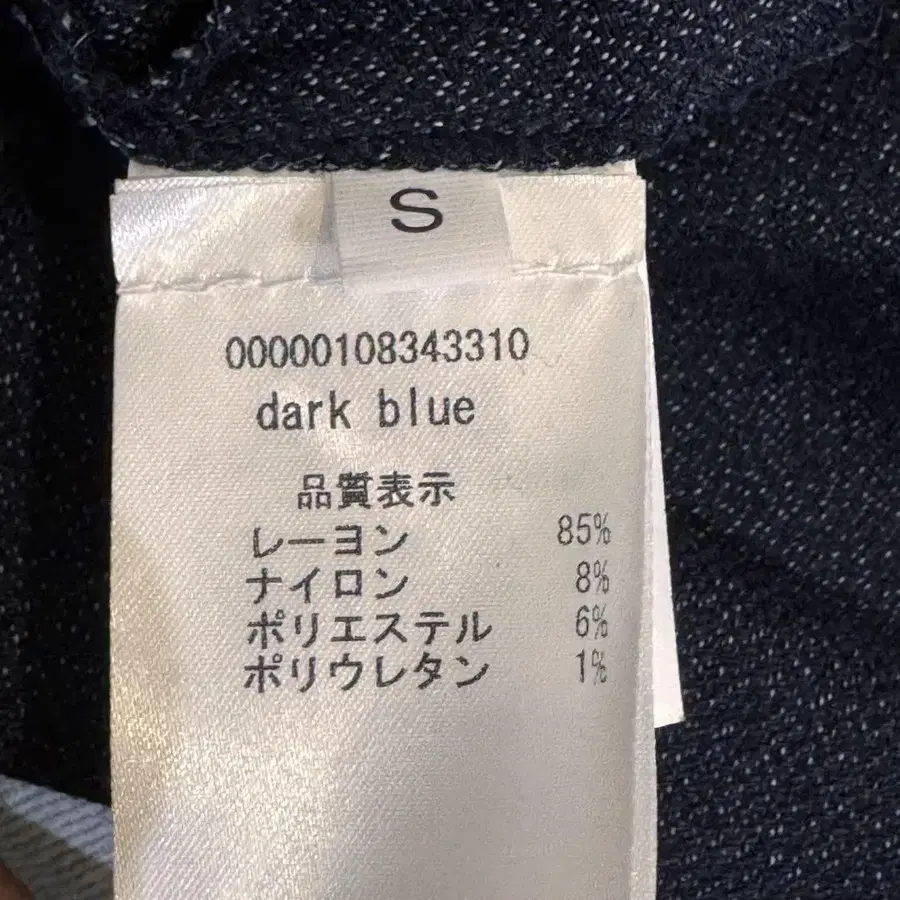 S
00000108343310
dark blue
品質表示
レーヨン 85%
ナイロン 8%
ポリエステル 6%
ポリウレタン 1%